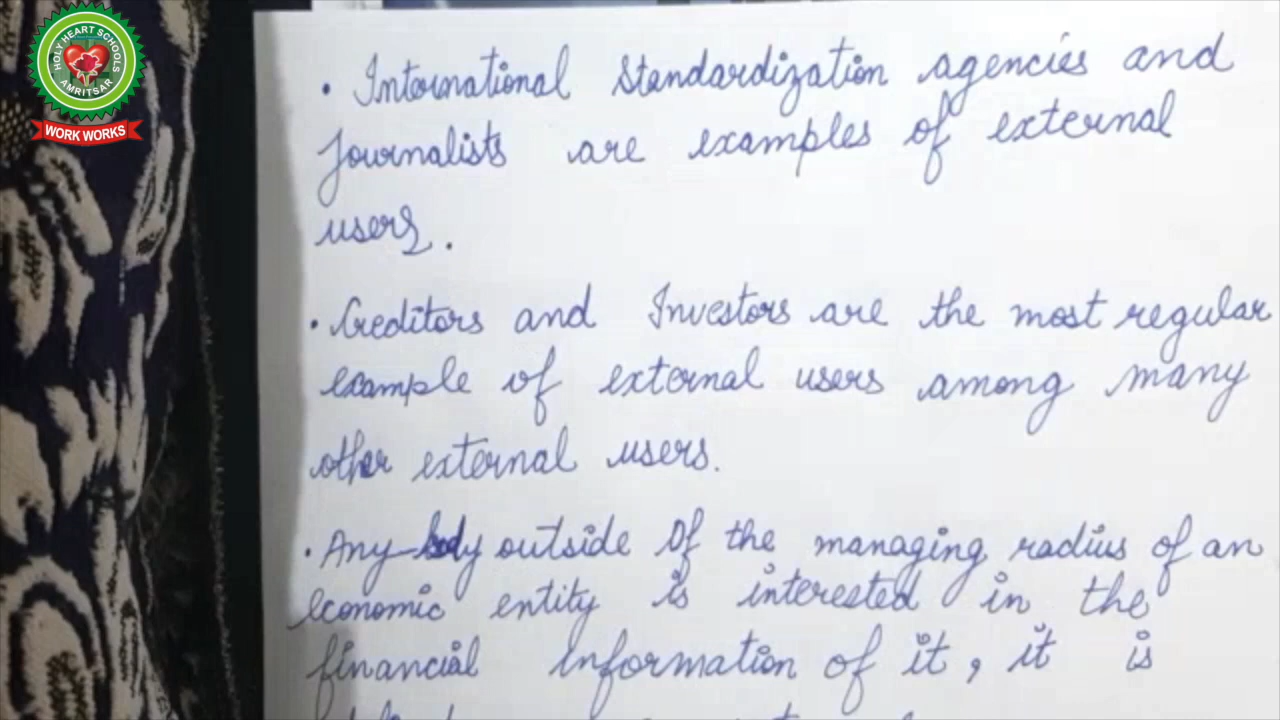 HOLY HEART SCHOOLS
AMRITSAR
WORK WORKS
• International Standardization agencies and
Journalists are examples of external
users.
• Creditors and Investors are the most regular
example of external users among many
other external users.
• Any body outside of the managing radius of an
economic entity is interested in the
financial information of it, it is